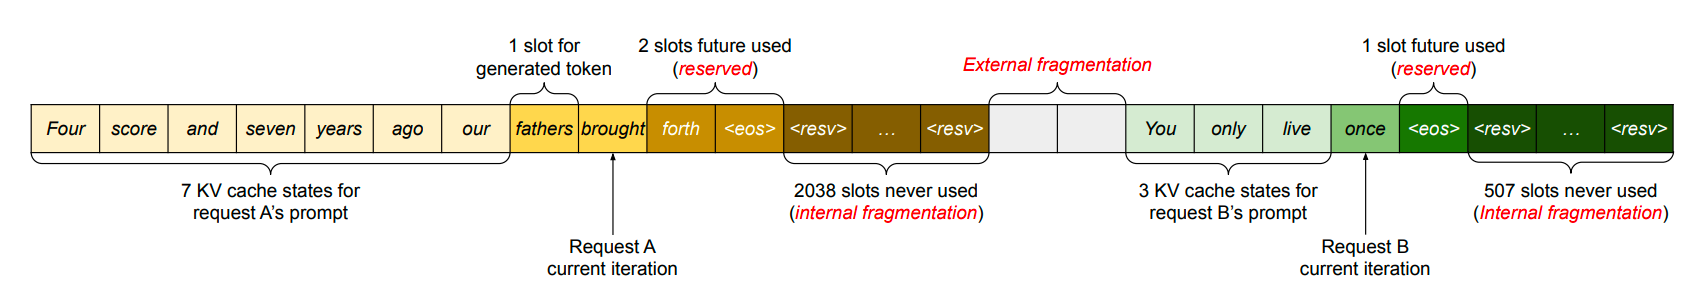 1 slot for
generated token
2 slots future used
(reserved)
External fragmentation
1 slot future used
(reserved)
Four score and seven years ago our fathers brought forth <eos> <resv> ... <resv> You only live once <eos> <resv> ... <resv>
7 KV cache states for
request A's prompt
2038 slots never used
(internal fragmentation)
3 KV cache states for
request B's prompt
507 slots never used
(Internal fragmentation)
Request A
current iteration
Request B
current iteration